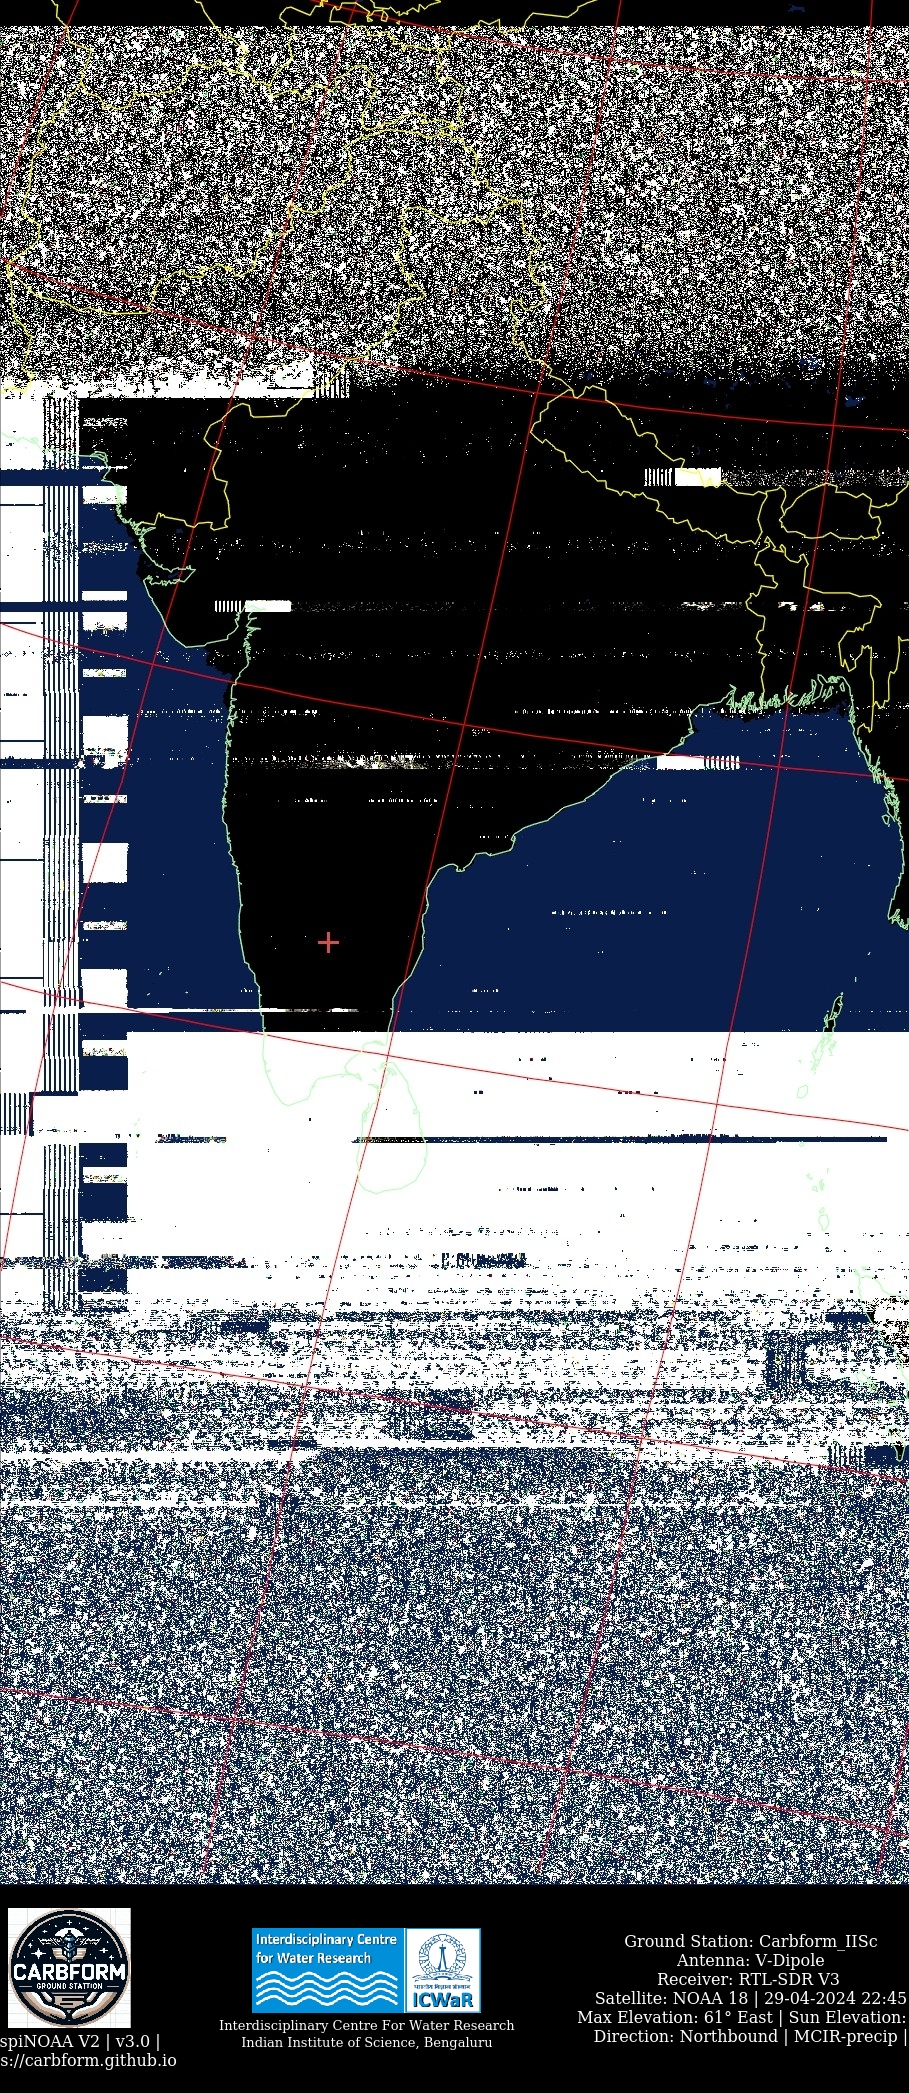 CARBFORM
GROUND STATION
spiNOAA V2 | v3.0 |
s://carbform.github.io
Interdisciplinary Centre
for Water Research
ICWaR
Interdisciplinary Centre For Water Research
Indian Institute of Science, Bengaluru
Ground Station: Carbform_IISc
Antenna: V-Dipole
Receiver: RTL-SDR V3
Satellite: NOAA 18 | 29-04-2024 22:45
Max Elevation: 61° East | Sun Elevation:
Direction: Northbound | MCIR-precip |